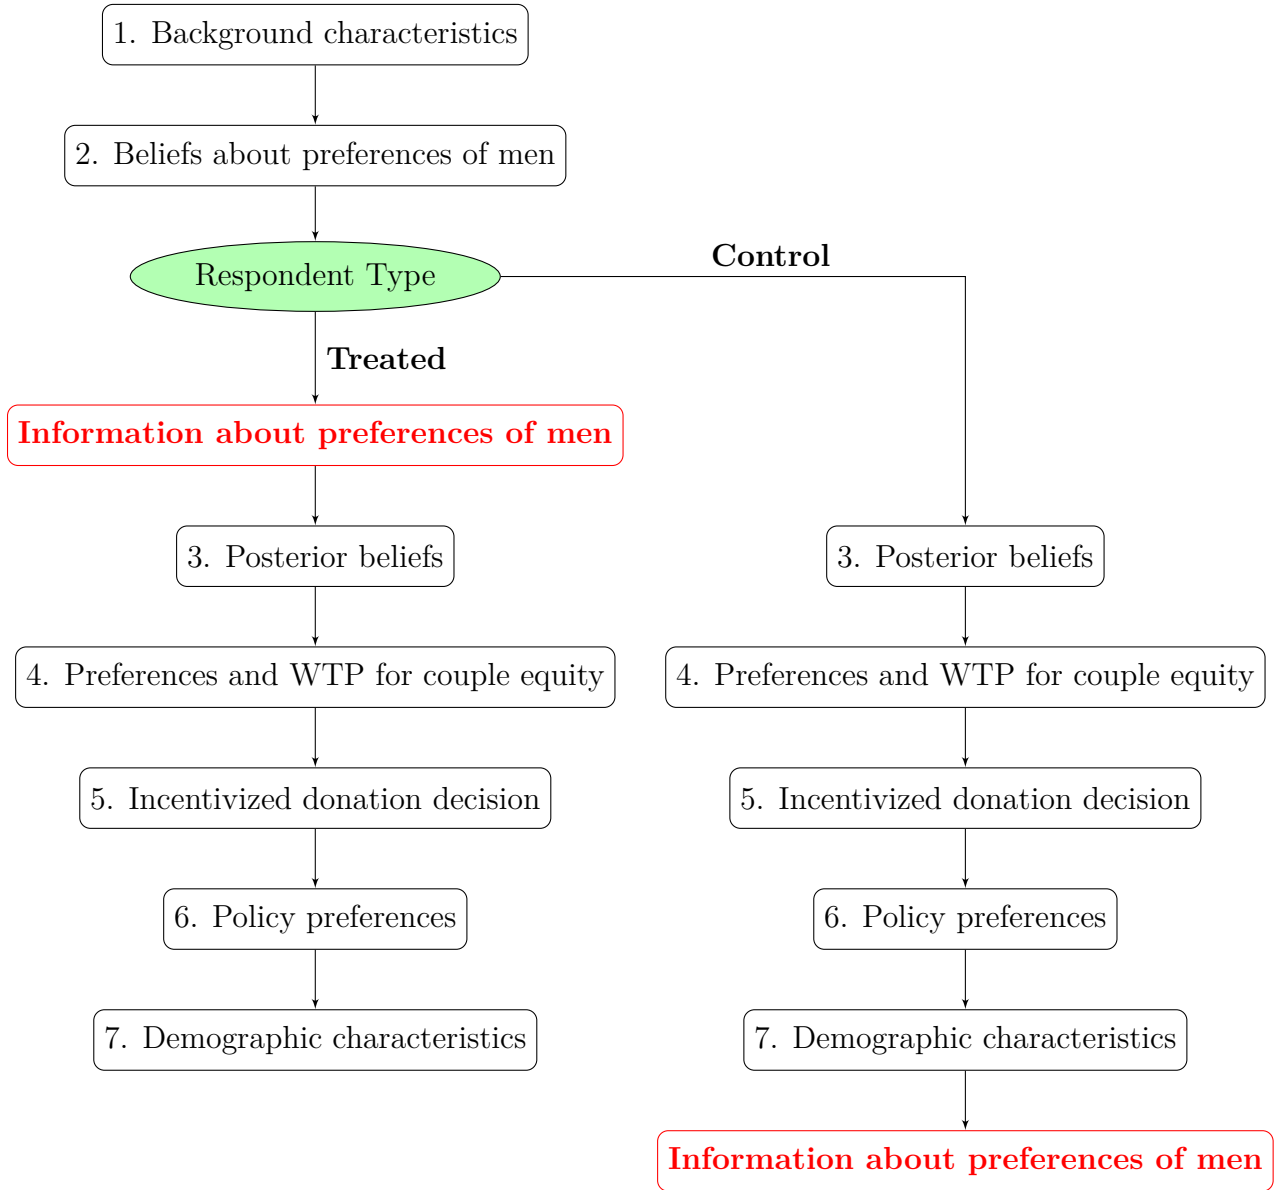 1. Background characteristics
2. Beliefs about preferences of men
Respondent Type
Control
Treated
Information about preferences of men
3. Posterior beliefs
3. Posterior beliefs
4. Preferences and WTP for couple equity
4. Preferences and WTP for couple equity
5. Incentivized donation decision
5. Incentivized donation decision
6. Policy preferences
6. Policy preferences
7. Demographic characteristics
7. Demographic characteristics
Information about preferences of men